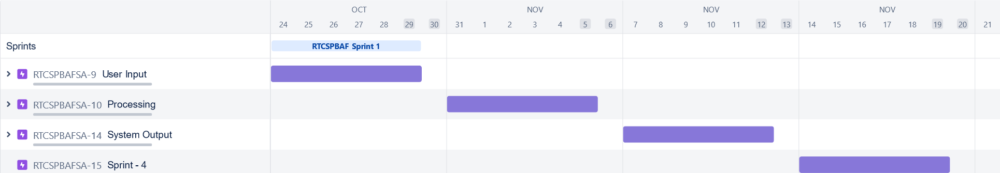 OCT NOV NOV NOV
24 25 26 27 28 29 30 31 1 2 3 4 5 6 7 8 9 10 11 12 13 14 15 16 17 18 19 20 21
Sprints RTCSPBAF Sprint 1
RTCSPBAFSA-9 User Input
RTCSPBAFSA-10 Processing
RTCSPBAFSA-14 System Output
RTCSPBAFSA-15 Sprint - 4